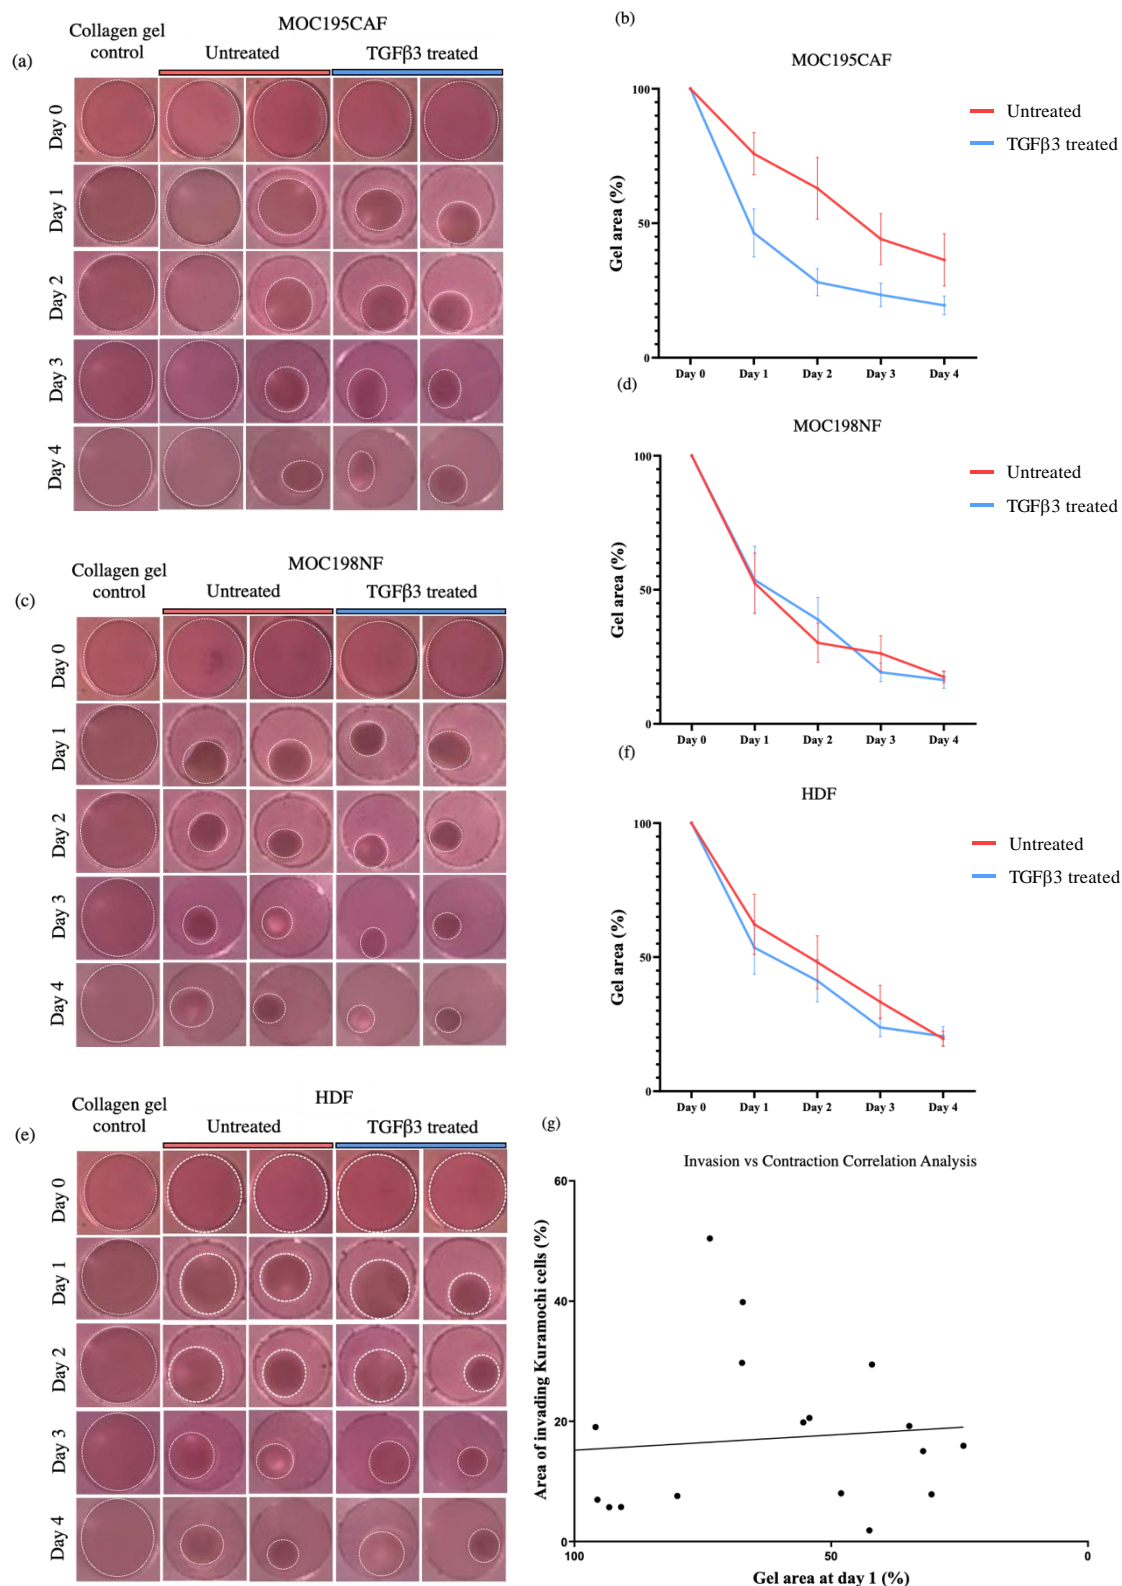 (a)
Collagen gel
control
MOC195CAF
Untreated
TGFβ3 treated
Day 0
Day 1
Day 2
Day 3
Day 4
(b)
MOC195CAF
Gel area (%)
100
50
0
Day 0 Day 1 Day 2 Day 3 Day 4
Untreated
TGFβ3 treated
(c)
Collagen gel
control
MOC198NF
Untreated
TGFβ3 treated
Day 0
Day 1
Day 2
Day 3
Day 4
(d)
MOC198NF
Gel area (%)
100
50
0
Day 0 Day 1 Day 2 Day 3 Day 4
Untreated
TGFβ3 treated
(e)
Collagen gel
control
HDF
Untreated
TGFβ3 treated
Day 0
Day 1
Day 2
Day 3
Day 4
(f)
HDF
Gel area (%)
100
50
0
Day 0 Day 1 Day 2 Day 3 Day 4
Untreated
TGFβ3 treated
(g)
Invasion vs Contraction Correlation Analysis
Area of invading Kuramochi cells (%)
60
40
20
0
100 50 0
Gel area at day 1 (%)